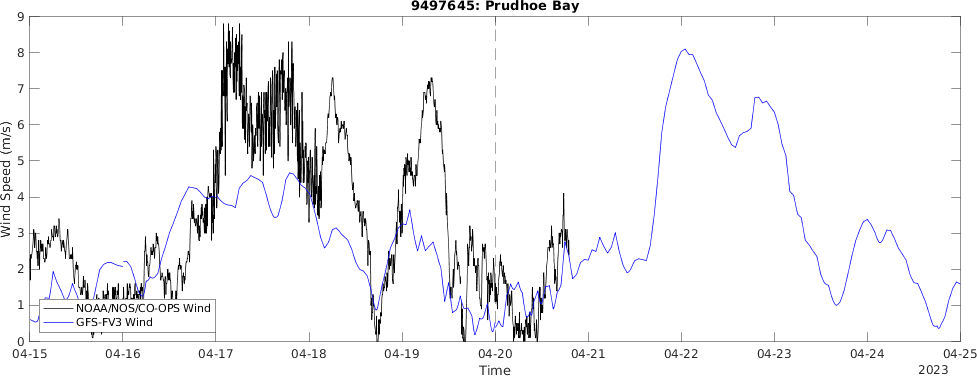 9497645: Prudhoe Bay
Wind Speed (m/s)
9
8
7
6
5
4
3
2
1
0
NOAA/NOS/CO-OPS Wind
GFS-FV3 Wind
04-15 04-16 04-17 04-18 04-19 04-20 04-21 04-22 04-23 04-24 04-25
Time
2023